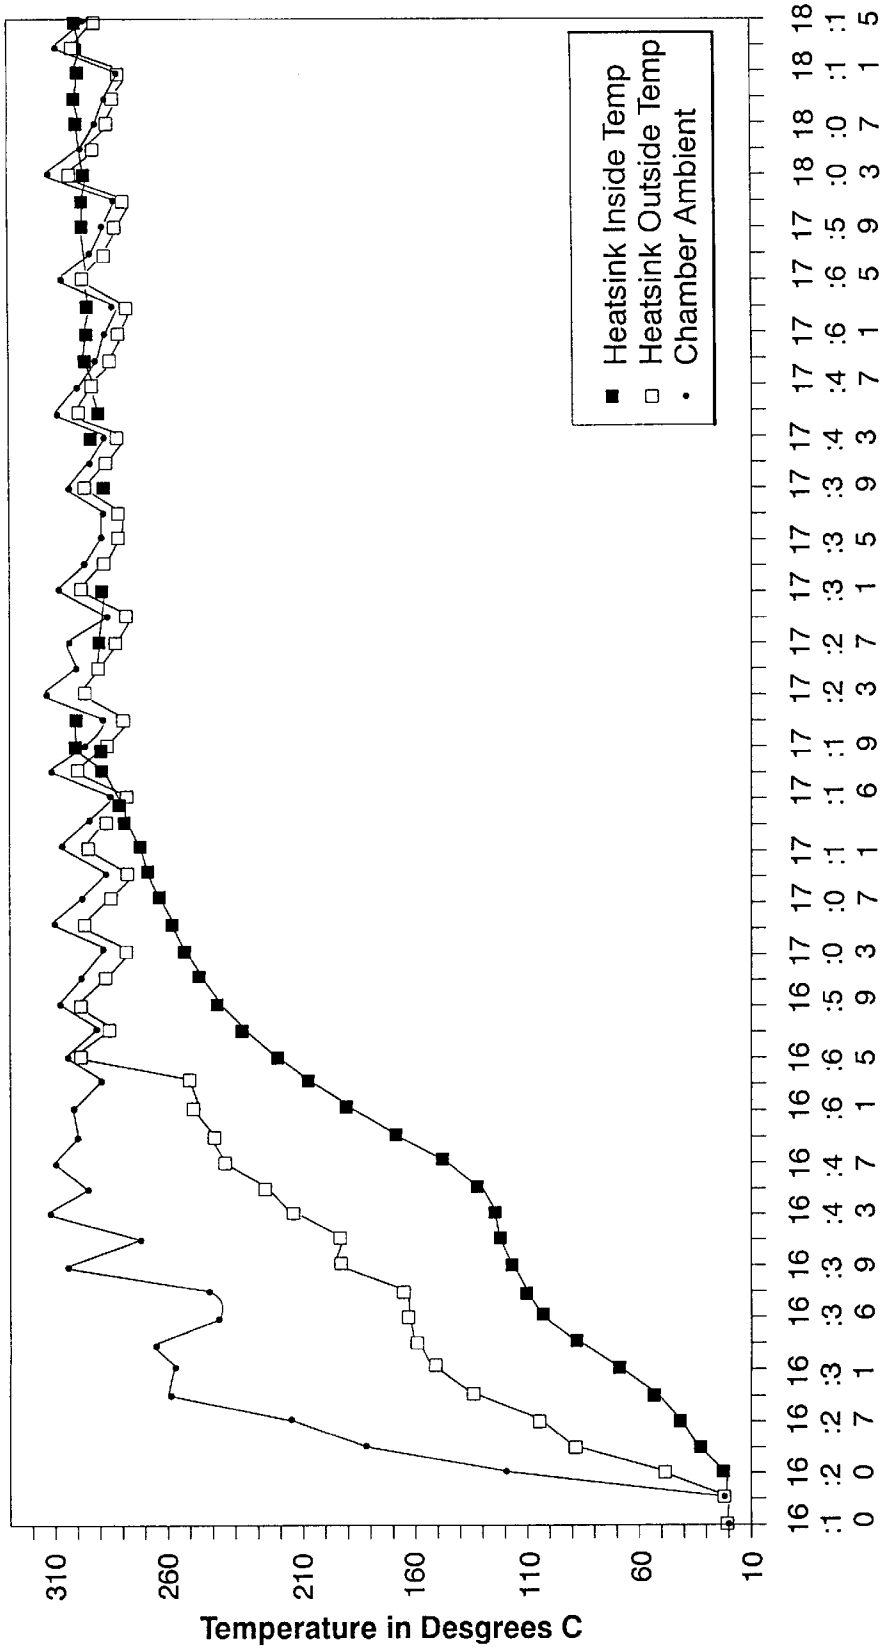 Temperature in Desgrees C
310
260
210
160
110
60
10
Heatsink Inside Temp
Heatsink Outside Temp
Chamber Ambient
16 16 16 16 16 16 16 16 16 16 16 17 17 17 17 17 17 17 17 17 17 17 17 17 17 17 18 18 18 18
:1 :2 :2 :3 :3 :3 :4 :4 :6 :6 :5 :0 :0 :1 :1 :1 :2 :2 :3 :3 :3 :4 :4 :6 :6 :5 :0 :0 :1 :1
0 0 7 1 6 9 3 7 1 5 9 3 7 1 6 9 3 7 1 5 9 3 7 1 5 9 3 7 1 5